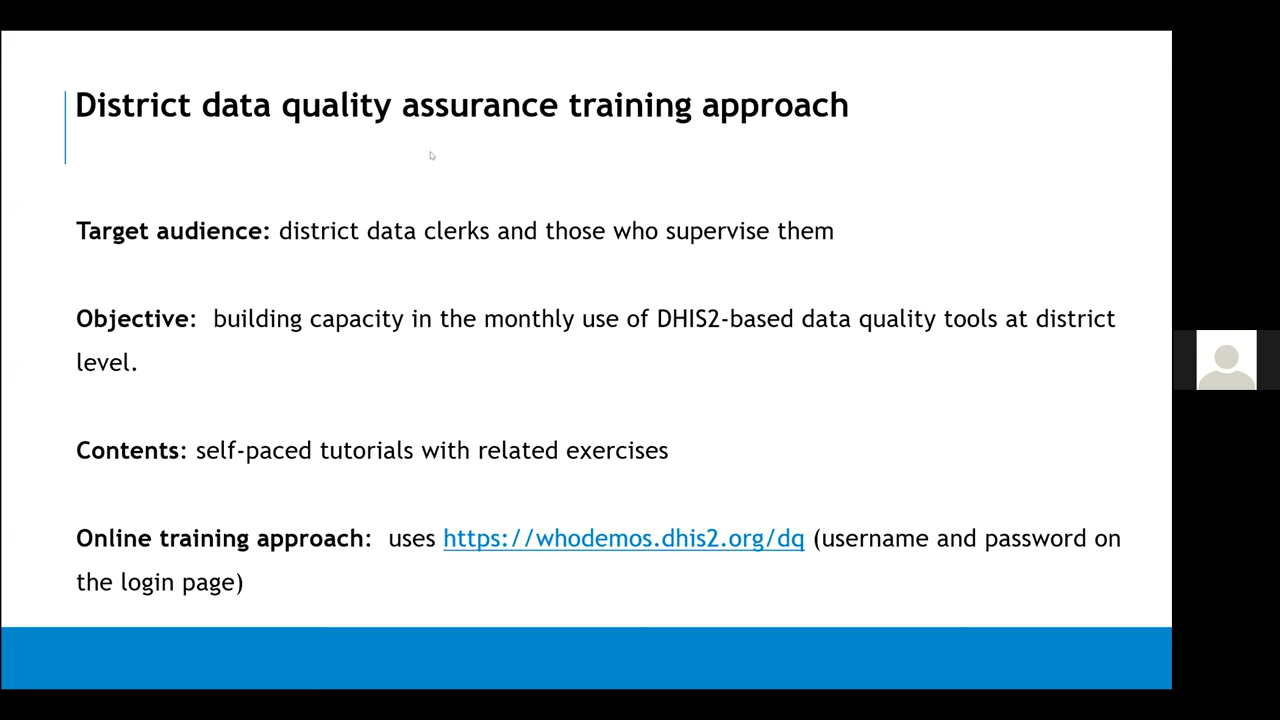 District data quality assurance training approach
Target audience: district data clerks and those who supervise them
Objective:  building capacity in the monthly use of DHIS2-based data quality tools at district
level.
Contents: self-paced tutorials with related exercises
Online training approach:  uses https://whodemos.dhis2.org/dq (username and password on
the login page)